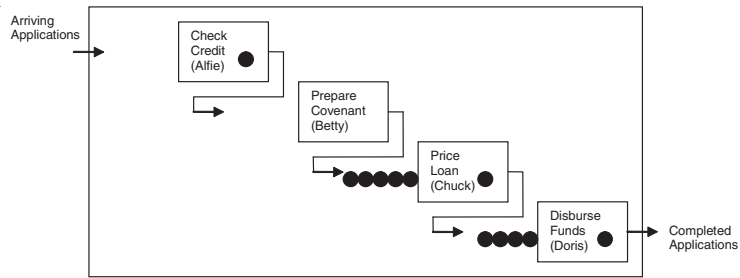 Arriving
Applications
Check
Credit
(Alfie)
Prepare
Covenant
(Betty)
Price
Loan
(Chuck)
Disburse
Funds
(Doris)
Completed
Applications